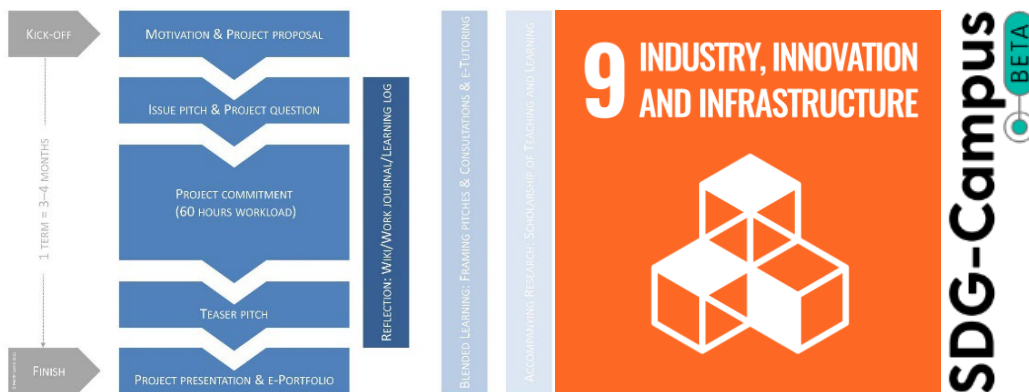 KICK-OFF
1 TERM = 3–4 MONTHS
FINISH
MOTIVATION & PROJECT PROPOSAL
ISSUE PITCH & PROJECT QUESTION
PROJECT COMMITMENT
(60 HOURS WORKLOAD)
TEASER PITCH
PROJECT PRESENTATION & E-PORTFOLIO
REFLECTION: WIKI/WORK JOURNAL/LEARNING LOG
BLENDED LEARNING: FRAMING PITCHES & CONSULTATIONS & E-TUTORING
ACCOMPANYING RESEARCH: SCHOLARSHIP OF TEACHING AND LEARNING
9 INDUSTRY, INNOVATION
AND INFRASTRUCTURE
SDG-Campus
BETA